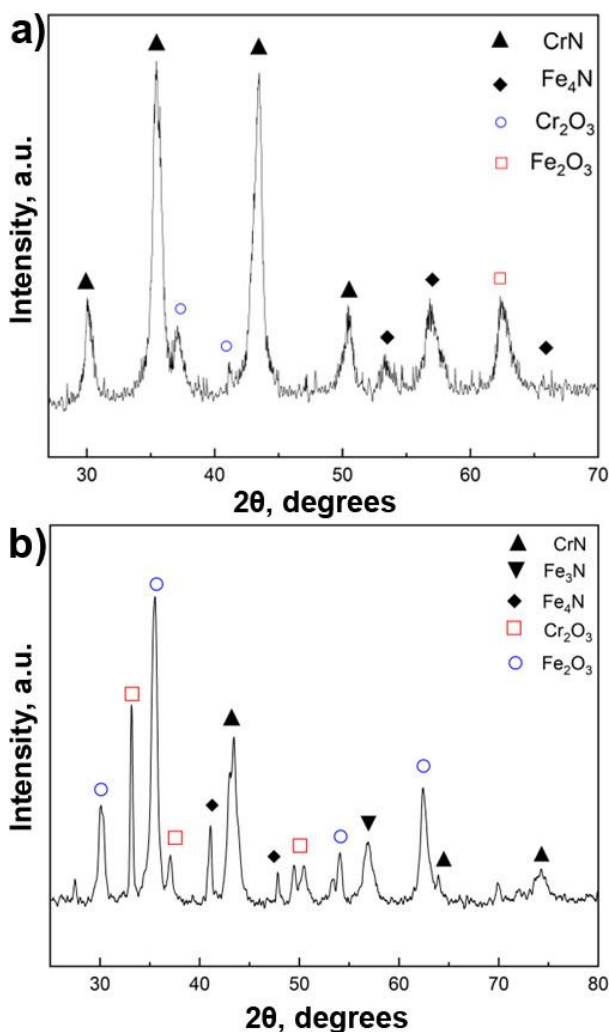 a)
CrN
Fe₄N
Cr₂O₃
Fe₂O₃
Intensity, a.u.
30 40 50 60 70
2θ, degrees
b)
CrN
Fe₃N
Fe₄N
Cr₂O₃
Fe₂O₃
Intensity, a.u.
30 40 50 60 70 80
2θ, degrees